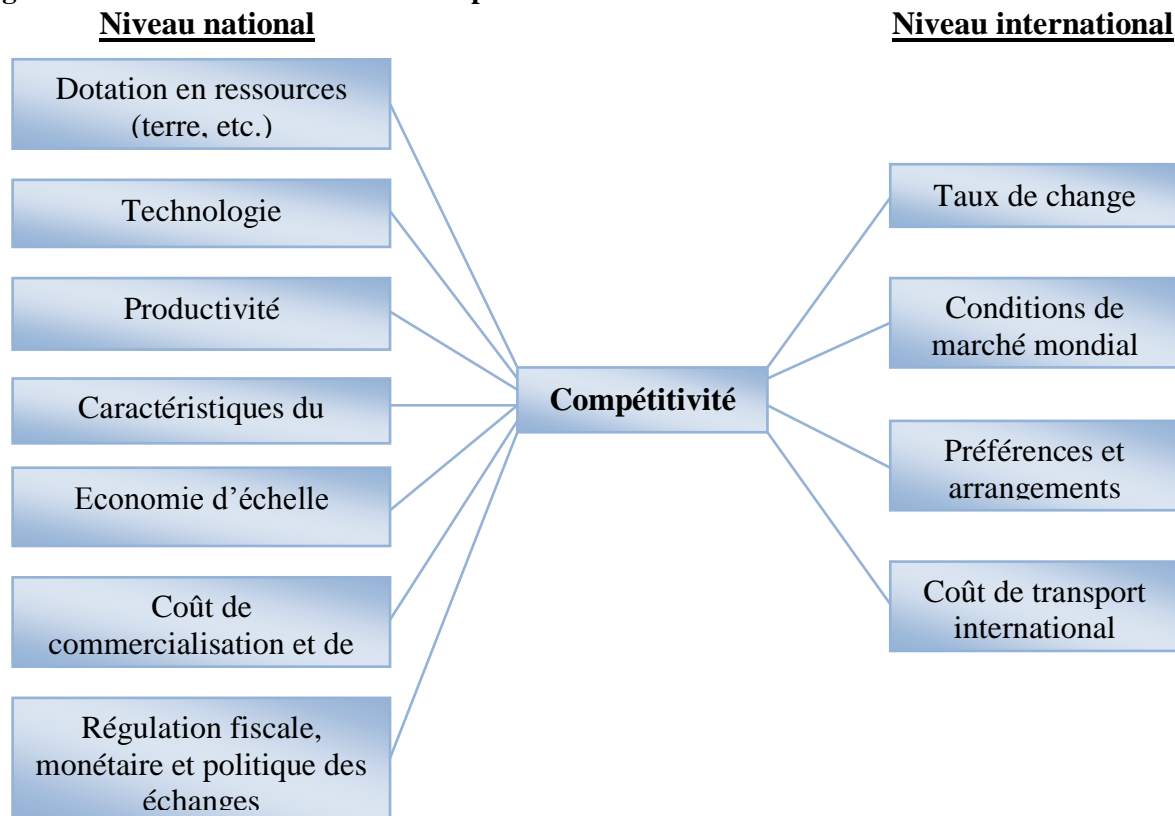 Niveau national
Niveau international
Dotation en ressources
(terre, etc.)
Technologie
Productivité
Caractéristiques du
Economie d’échelle
Coût de
commercialisation et de
Régulation fiscale,
monétaire et politique des
échanges
Compétitivité
Taux de change
Conditions de
marché mondial
Préférences et
arrangements
Coût de transport
international